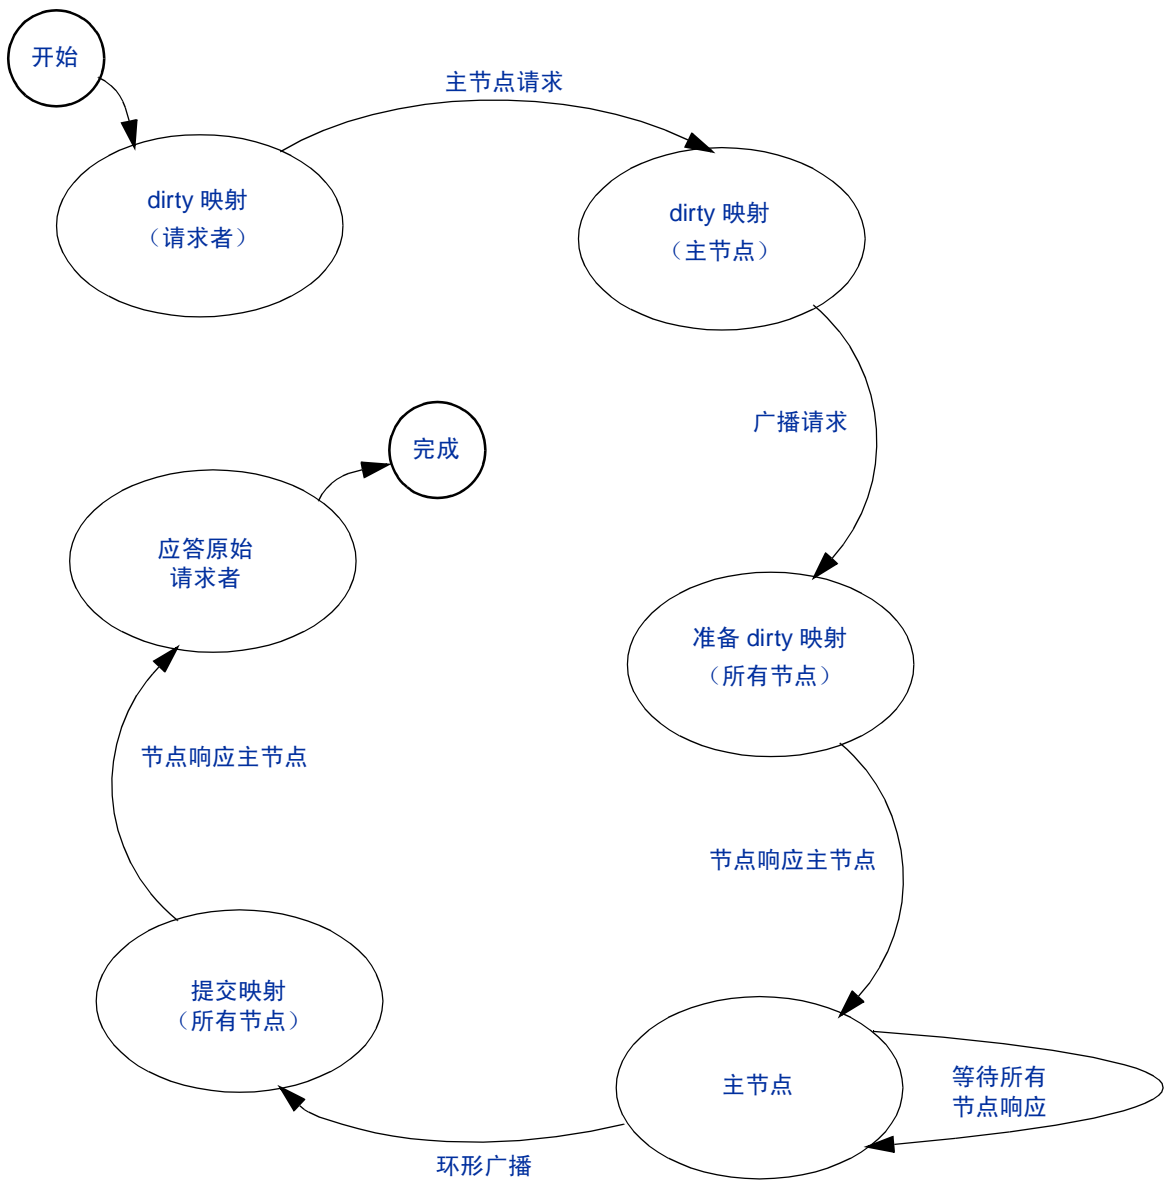 开始
主节点请求
dirty 映射
（请求者）
dirty 映射
（主节点）
广播请求
完成
应答原始
请求者
准备 dirty 映射
（所有节点）
节点响应主节点
节点响应主节点
提交映射
（所有节点）
主节点
等待所有
节点响应
环形广播